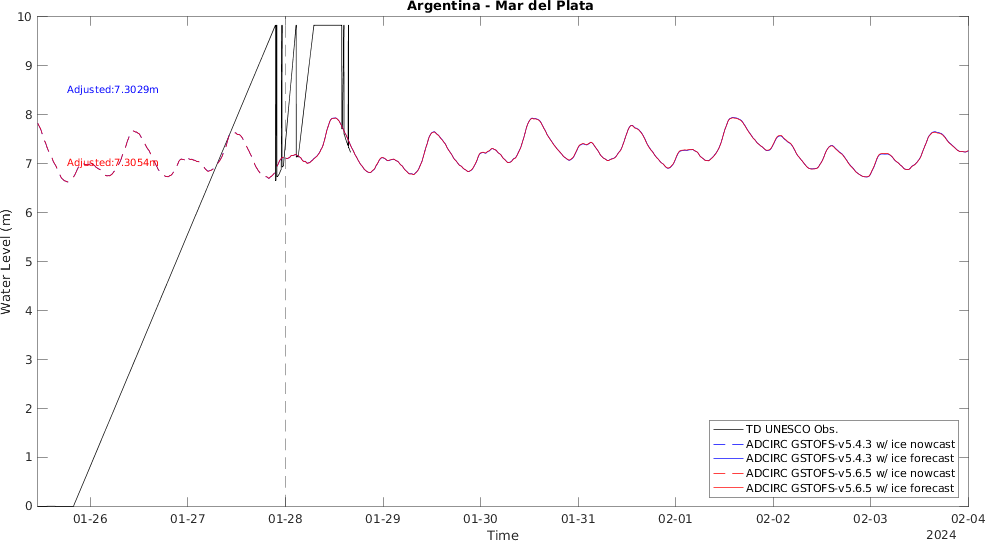 Argentina - Mar del Plata
10
9
8
7
6
5
4
3
2
1
0
Water Level (m)
Adjusted:7.3029m
Adjusted:7.3054m
TD UNESCO Obs.
ADCIRC GSTOFS-v5.4.3 w/ ice nowcast
ADCIRC GSTOFS-v5.4.3 w/ ice forecast
ADCIRC GSTOFS-v5.6.5 w/ ice nowcast
ADCIRC GSTOFS-v5.6.5 w/ ice forecast
01-26 01-27 01-28 01-29 01-30 01-31 02-01 02-02 02-03 02-04
Time
2024